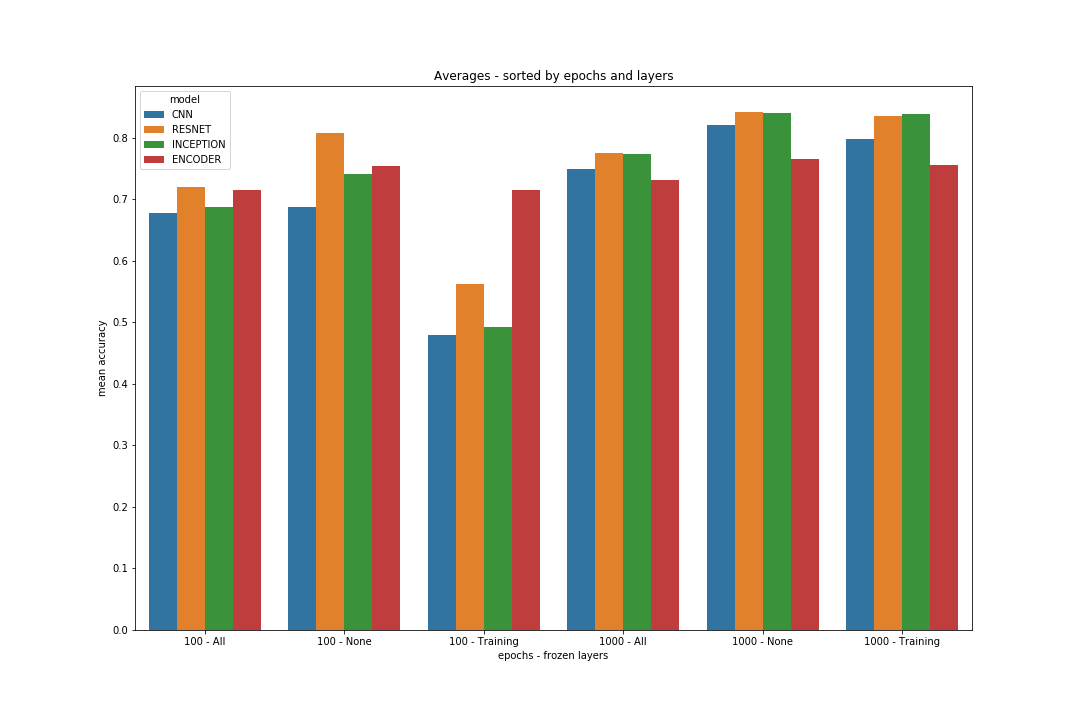 Averages - sorted by epochs and layers
model
CNN
RESNET
INCEPTION
ENCODER
mean accuracy
0.8
0.7
0.6
0.5
0.4
0.3
0.2
0.1
0.0
100 - All 100 - None 100 - Training 1000 - All 1000 - None 1000 - Training
epochs - frozen layers